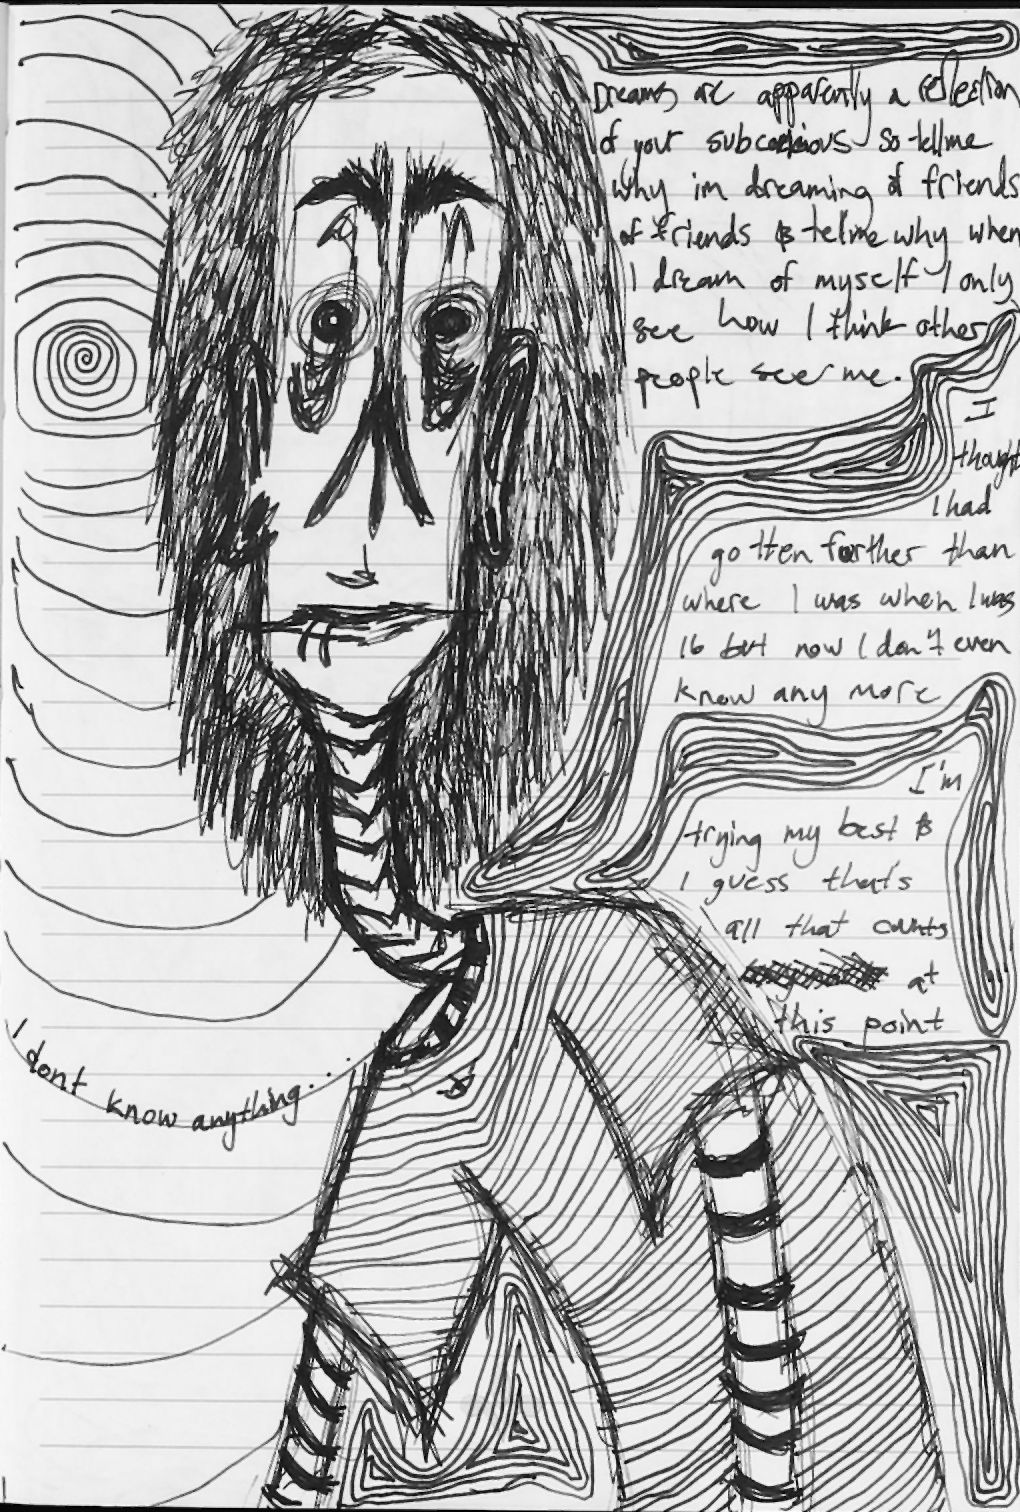 Dreams are apparently a reflection
of your subconcious so tell me
why im dreaming of friends
of friends & tell me why when
I dream of myself I only
see how I think other
people see me.
I
thought
I had
gotten further than
where I was when I was
16 but now I don't even
know any more
I'm
trying my best &
I guess that's
all that counts
at
this point
I dont know anything...